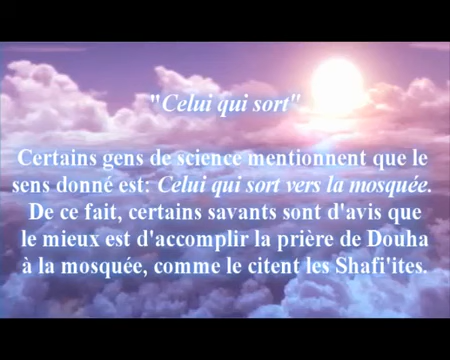 "Celui qui sort"
Certains gens de science mentionnent que le
sens donné est: Celui qui sort vers la mosquée.
De ce fait, certains savants sont d'avis que
le mieux est d'accomplir la prière de Douha
à la mosquée, comme le citent les Shafi'ites.